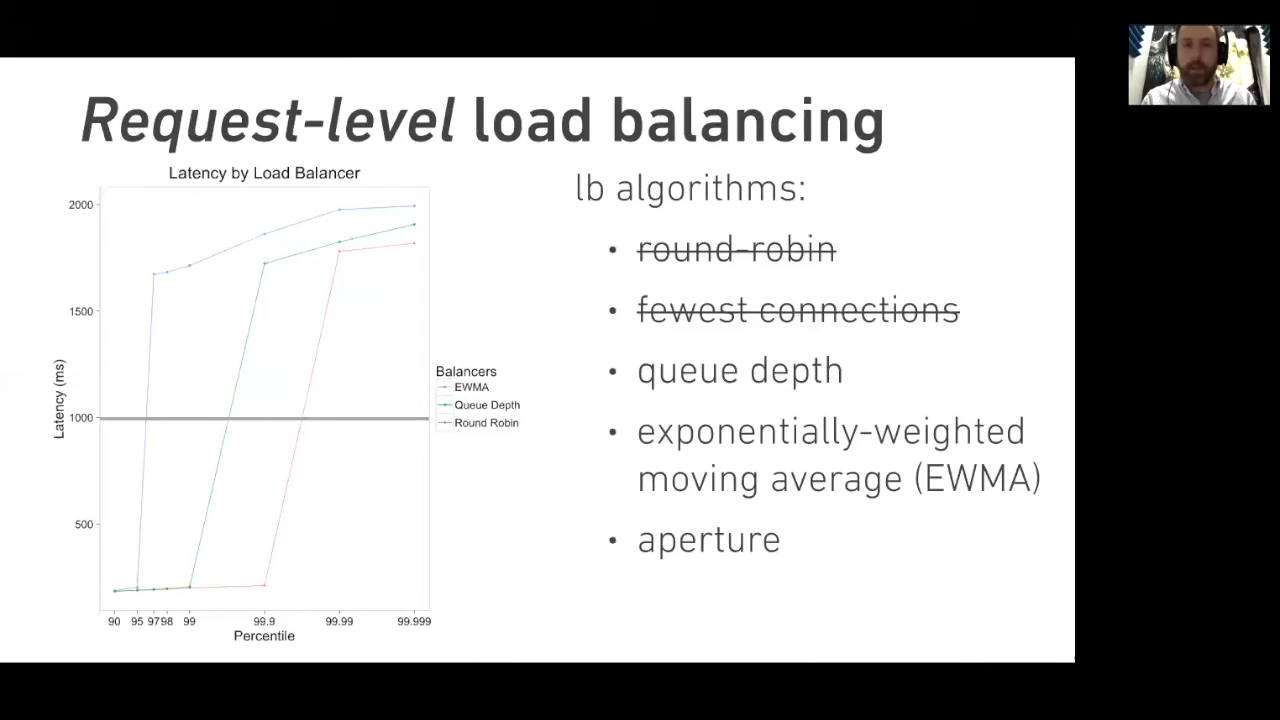 Request-level load balancing
Latency by Load Balancer
2000
1500
1000
500
Latency (ms)
90 95 97 98 99 99.9 99.99 99.999
Percentile
Balancers
EWMA
Queue Depth
Round Robin
lb algorithms:
• round-robin
• fewest connections
• queue depth
• exponentially-weighted
moving average (EWMA)
• aperture